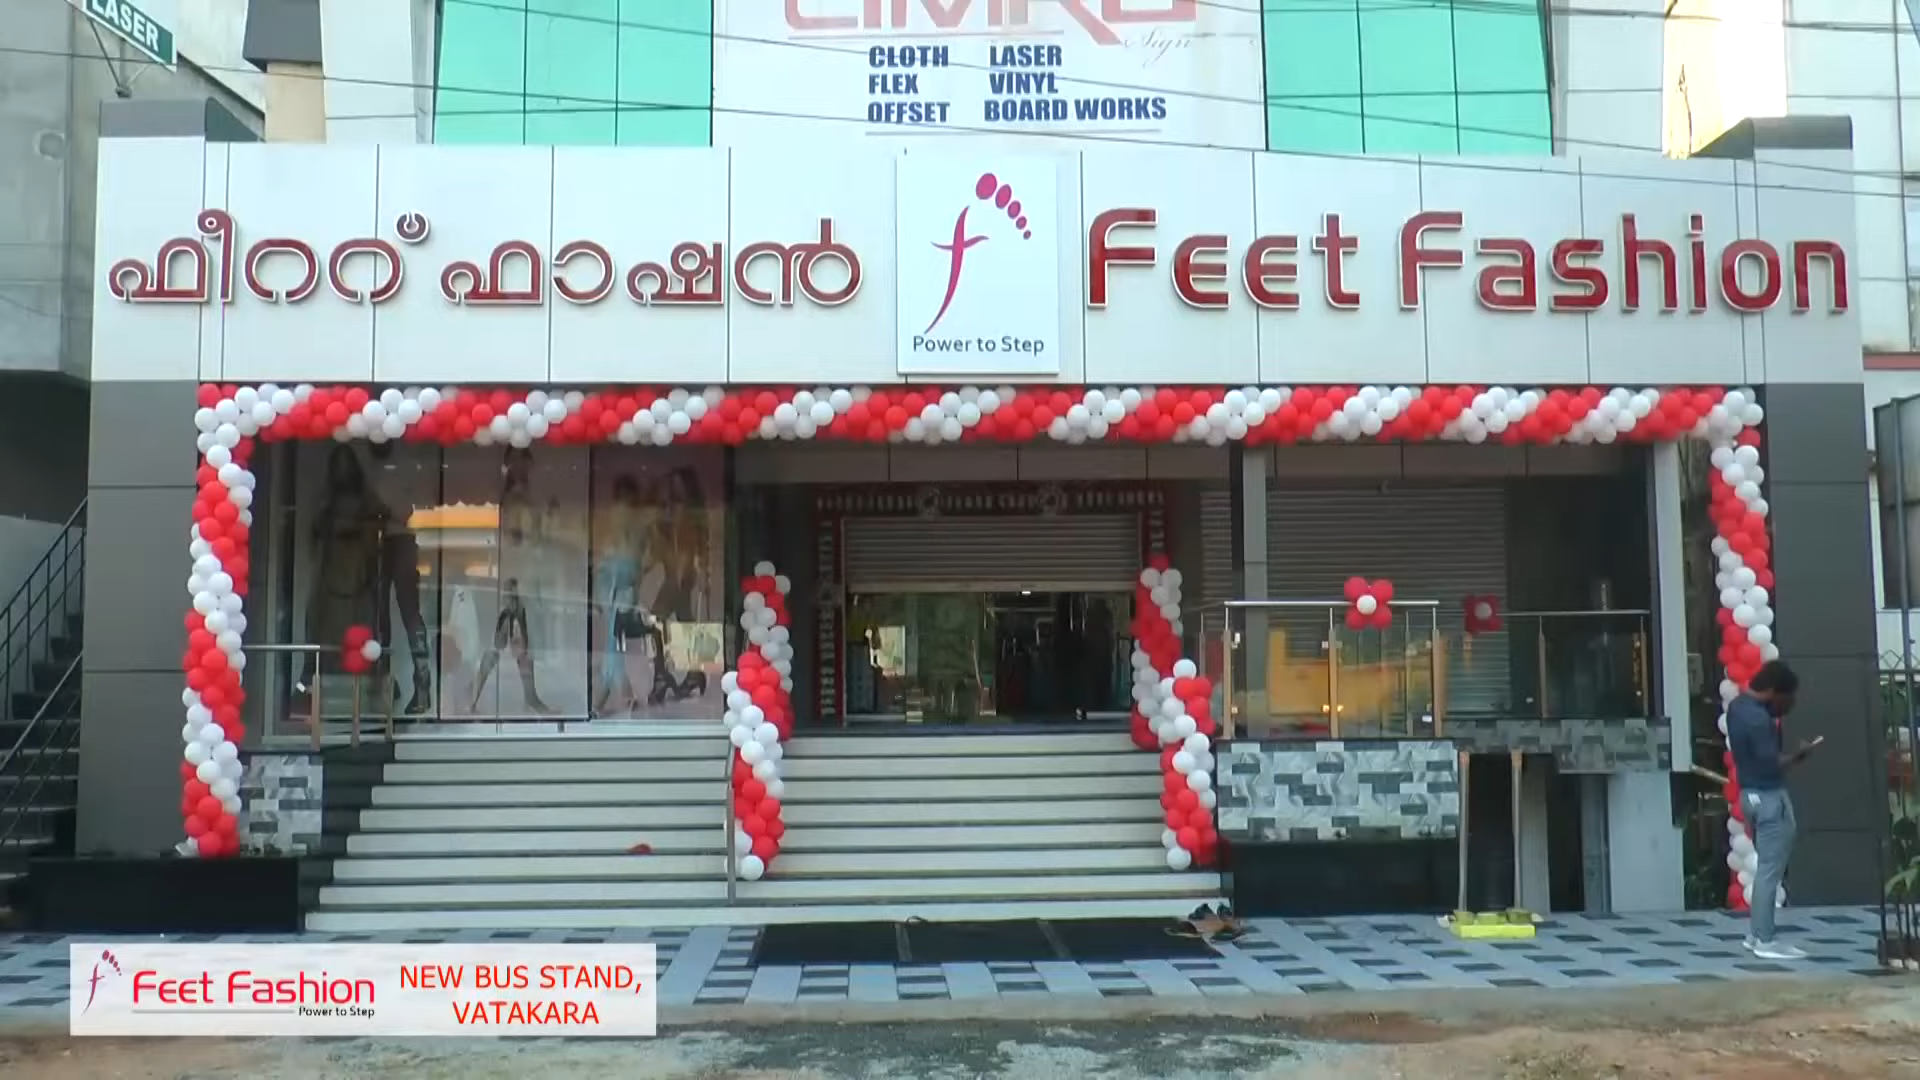 LASER
CLOTH LASER
FLEX VINYL
OFFSET BOARD WORKS
ഫീററ് ഫാഷൻ
Power to Step
Feet Fashion
Feet Fashion
Power to Step
NEW BUS STAND,
VATAKARA